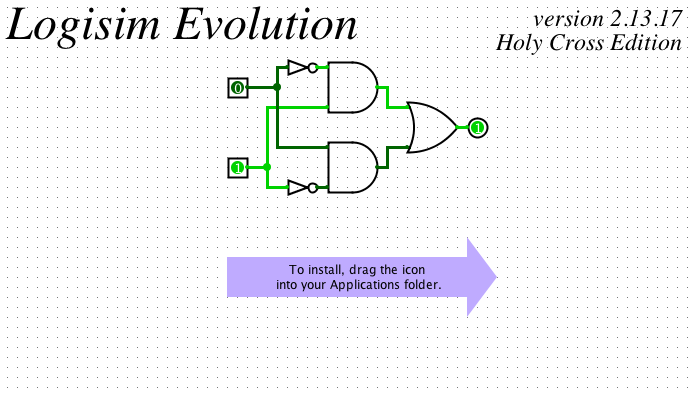 Logisim Evolution
version 2.13.17
Holy Cross Edition
0
1
1
To install, drag the icon
into your Applications folder.